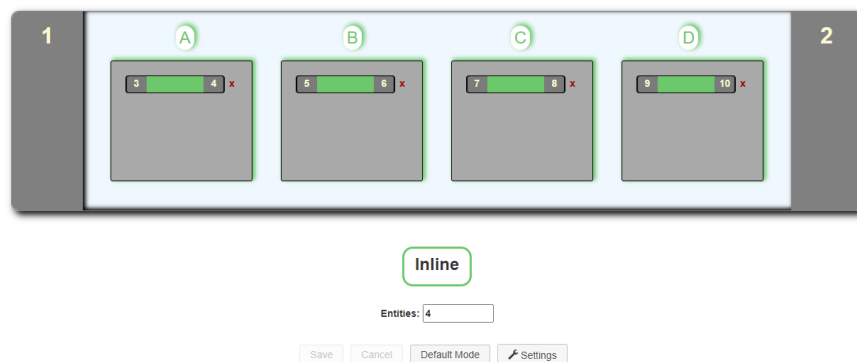 1 A B C D 2
3 4 x 5 6 x 7 8 x 9 10 x
Inline
Entities: 4
Save Cancel Default Mode Settings